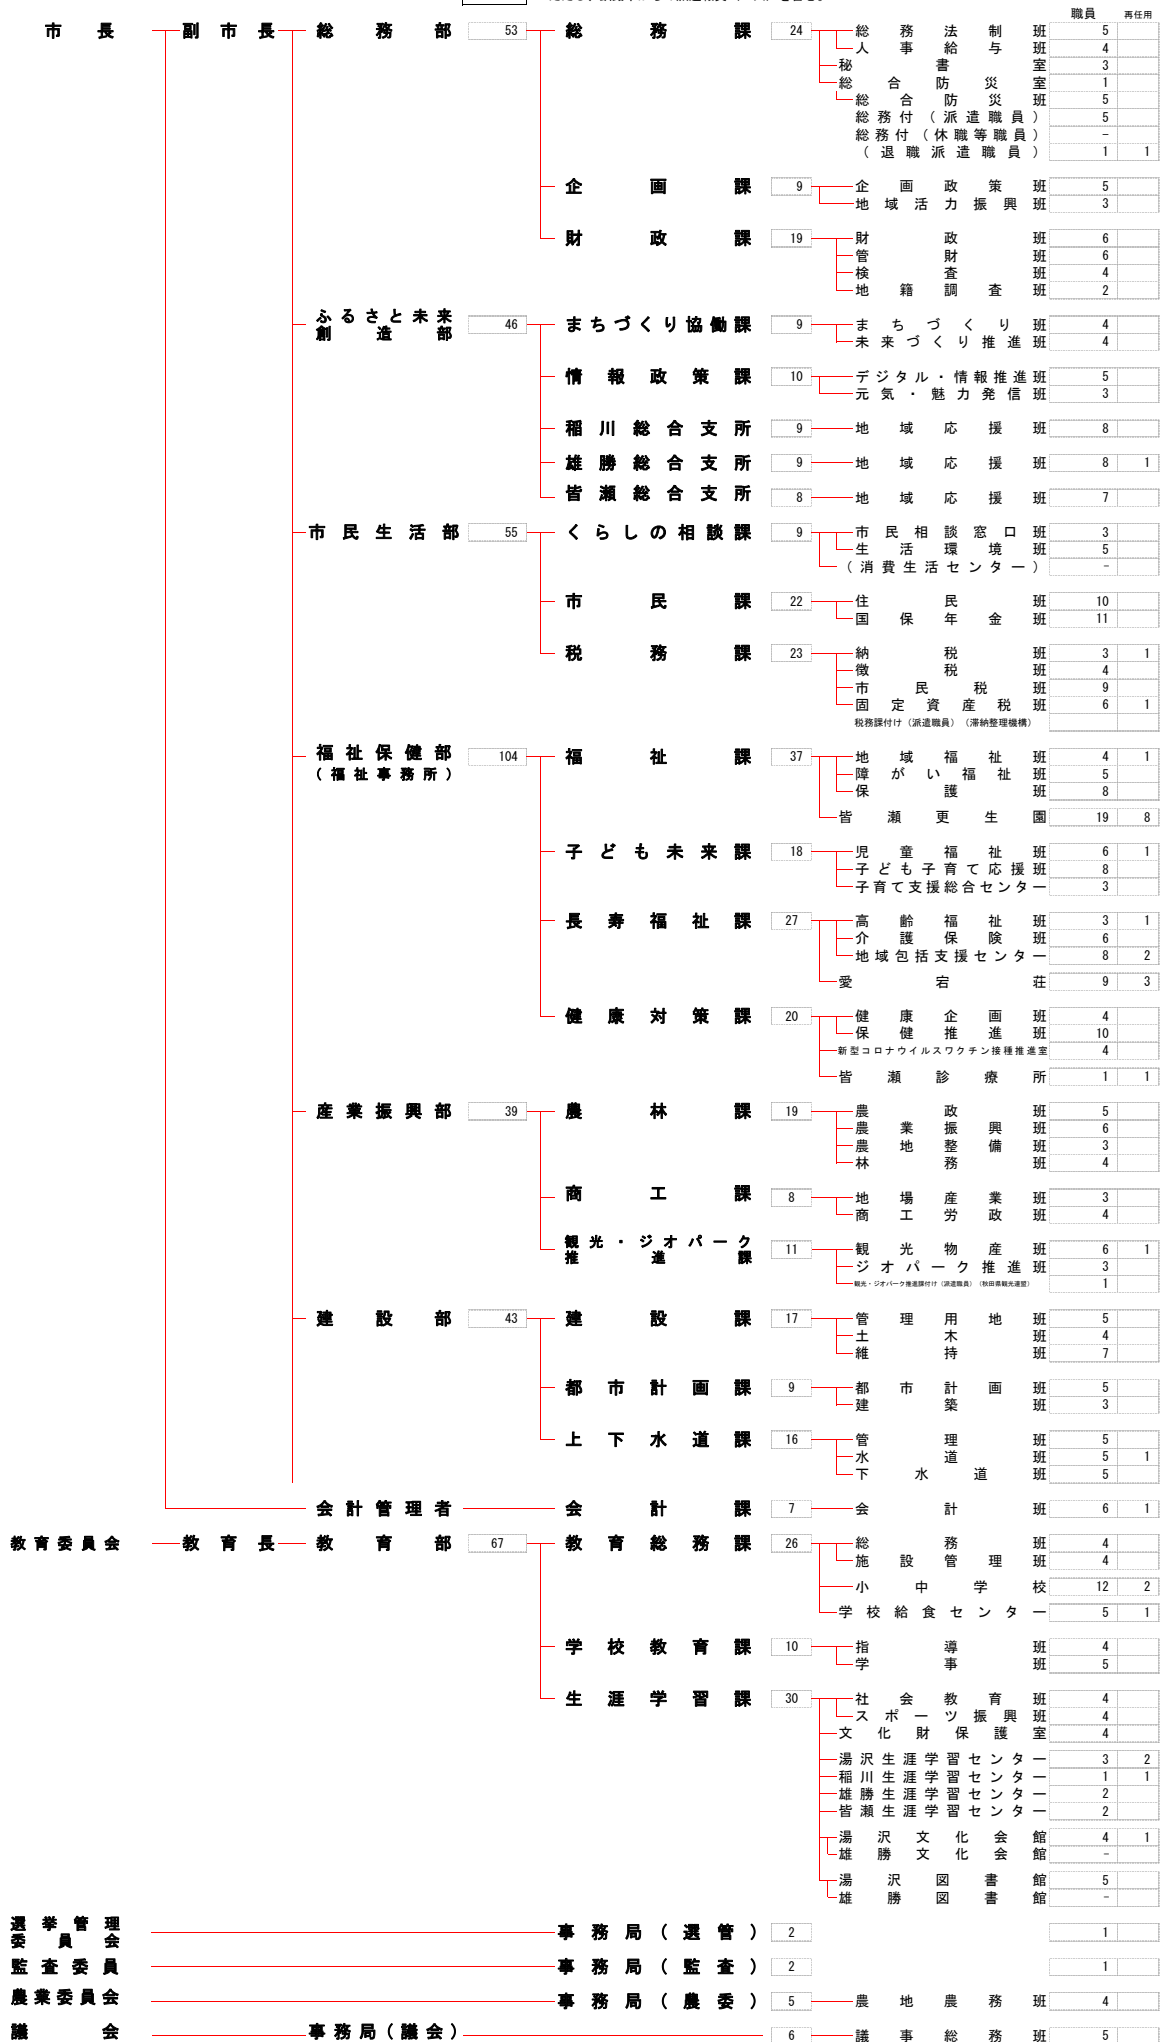 職員 再任用
市長 副市長 総務部 53 総務課 24 総務法制班 5
人事給与班 4
秘書室 3
総合防災室 1
総合防災班 5
総務付（派遣職員） 5
総務付（休職等職員） -
（退職派遣職員） 1 1
企画課 9 企画政策班 5
地域活力振興班 3
財政課 19 財政班 6
管財班 6
検査班 4
地籍調査班 2
ふるさと未来創造部 46 まちづくり協働課 9 まちづくり班 4
未来づくり推進班 4
情報政策課 10 デジタル・情報推進班 5
元気・魅力発信班 3
稲川総合支所 9 地域応援班 8
雄勝総合支所 9 地域応援班 8 1
皆瀬総合支所 8 地域応援班 7
市民生活部 55 くらしの相談課 9 市民相談窓口班 3
生活環境班 5
（消費生活センター） -
市民課 22 住民班 10
国保年金班 11
税務課 23 納税班 3 1
徴税班 4
市民税班 9
固定資産税班 6 1
税務課付け（派遣職員）（滞納整理機構）
福祉保健部 104 福祉課 37 地域福祉班 4 1
（福祉事務所） 障がい福祉班 5
保護班 8
皆瀬更生園 19 8
子ども未来課 18 児童福祉班 6 1
子ども子育て応援班 8
子育て支援総合センター 3
長寿福祉課 27 高齢福祉班 3 1
介護保険班 6
地域包括支援センター 8 2
愛宕荘 9 3
健康対策課 20 健康企画班 4
保健推進班 10
新型コロナウイルスワクチン接種推進室 4
皆瀬診療所 1 1
産業振興部 39 農林課 19 農政班 5
農業振興班 6
農地整備班 3
林務班 4
商工課 8 地場産業班 3
商工労政班 4
観光・ジオパーク推進課 11 観光物産班 6 1
ジオパーク推進班 3
観光・ジオパーク推進課付け（派遣職員）（秋田県観光連盟） 1
建設部 43 建設課 17 管理用地班 5
土木班 4
維持班 7
都市計画課 9 都市計画班 5
建築班 3
上下水道課 16 管理班 5
水道班 5 1
下水道班 5
会計管理者 会計課 7 会計班 6 1
教育委員会 教育長 教育部 67 教育総務課 26 総務班 4
施設管理班 4
小中学校 12 2
学校給食センター 5 1
学校教育課 10 指導班 4
学事班 5
生涯学習課 30 社会教育班 4
スポーツ振興班 4
文化財保護室 4
湯沢生涯学習センター 3 2
稲川生涯学習センター 1 1
雄勝生涯学習センター 2
皆瀬生涯学習センター 2
湯沢文化会館 4 1
雄勝文化会館 -
湯沢図書館 5
雄勝図書館 -
選挙管理委員会 事務局（選管） 2 1
監査委員 事務局（監査） 2 1
農業委員会 事務局（農委） 5 農地農務班 4
議会 事務局（議会） 6 議事総務班 5